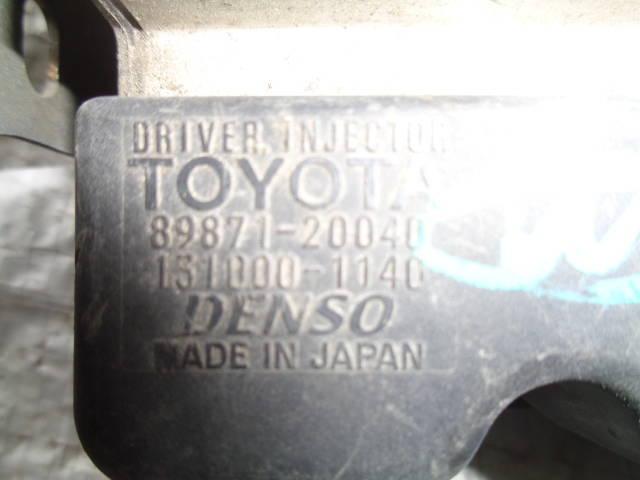 DRIVER, INJECTOR
TOYOTA
89871-20040
131000-1140
DENSO
MADE IN JAPAN